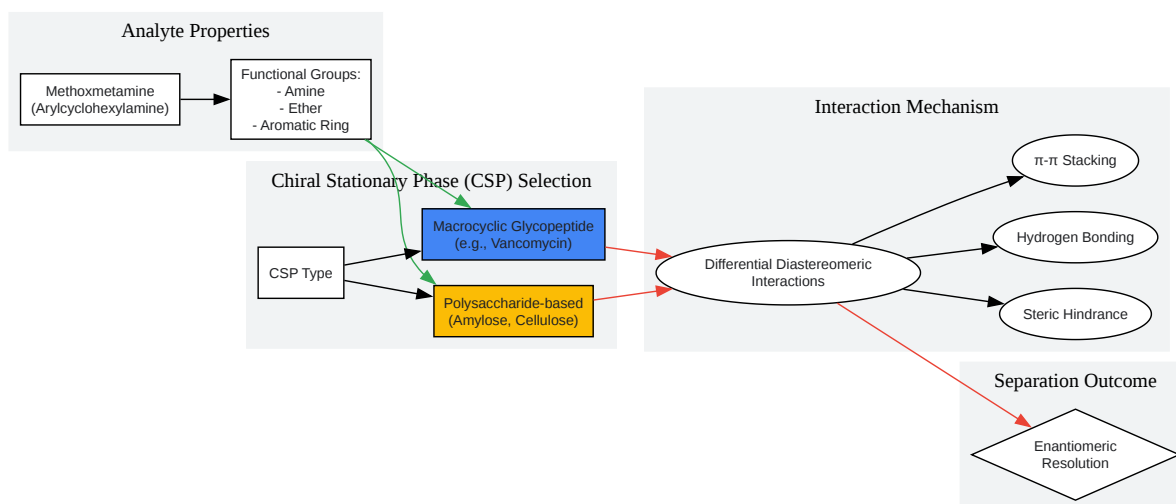 Analyte Properties
Methoxmetamine
(Arylcyclohexylamine)
Functional Groups:
- Amine
- Ether
- Aromatic Ring
Chiral Stationary Phase (CSP) Selection
CSP Type
Macrocyclic Glycopeptide
(e.g., Vancomycin)
Polysaccharide-based
(Amylose, Cellulose)
Interaction Mechanism
Differential Diastereomeric
Interactions
π-π Stacking
Hydrogen Bonding
Steric Hindrance
Separation Outcome
Enantiomeric
Resolution